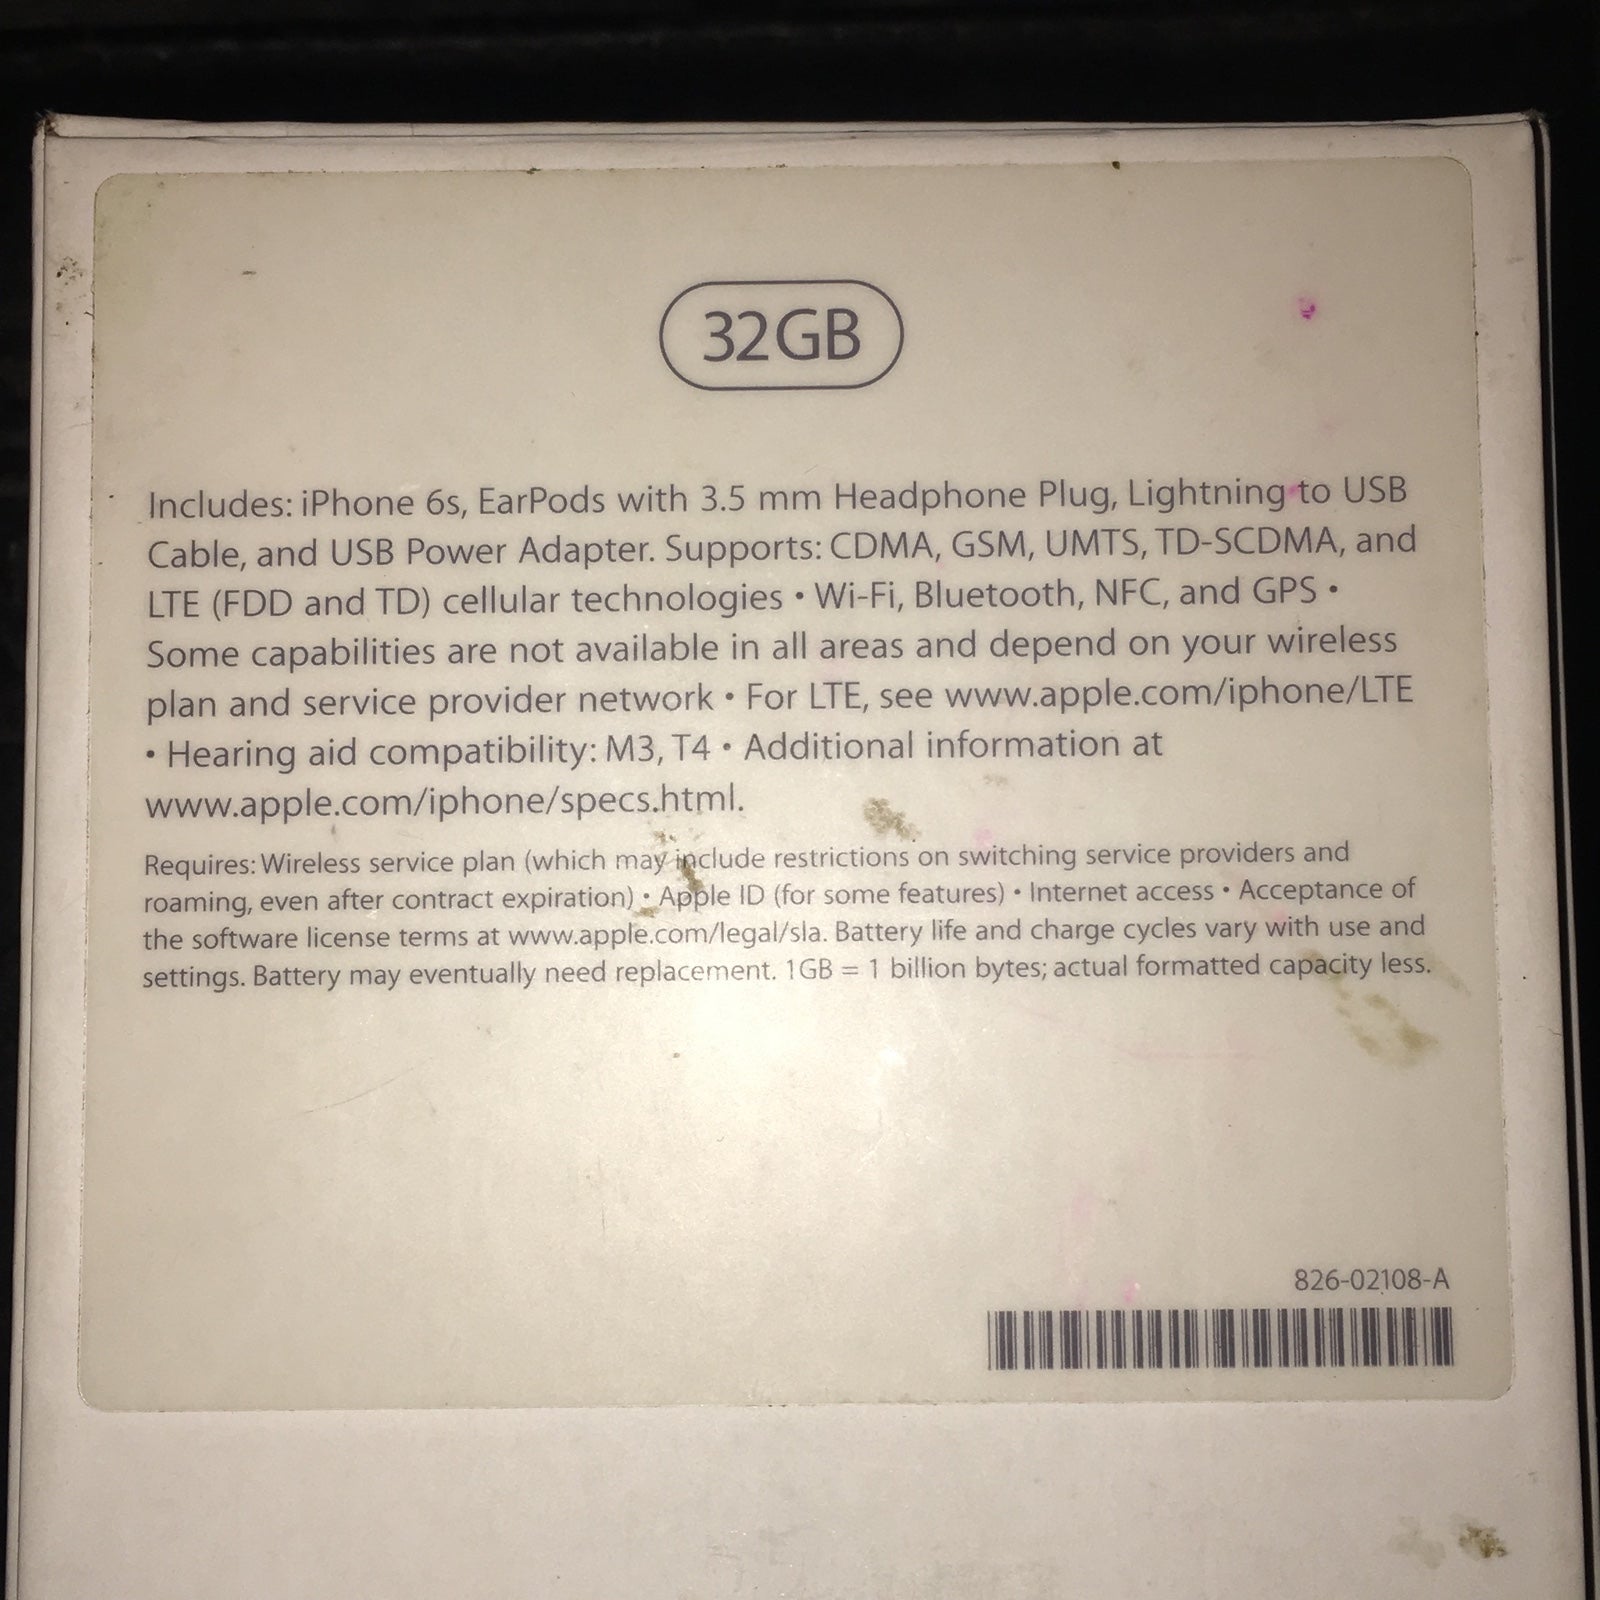 32GB
Includes: iPhone 6s, EarPods with 3.5 mm Headphone Plug, Lightning to USB
Cable, and USB Power Adapter. Supports: CDMA, GSM, UMTS, TD-SCDMA, and
LTE (FDD and TD) cellular technologies • Wi-Fi, Bluetooth, NFC, and GPS •
Some capabilities are not available in all areas and depend on your wireless
plan and service provider network • For LTE, see www.apple.com/iphone/LTE
• Hearing aid compatibility: M3, T4 • Additional information at
www.apple.com/iphone/specs.html.
Requires: Wireless service plan (which may include restrictions on switching service providers and
roaming, even after contract expiration) • Apple ID (for some features) • Internet access • Acceptance of
the software license terms at www.apple.com/legal/sla. Battery life and charge cycles vary with use and
settings. Battery may eventually need replacement. 1GB = 1 billion bytes; actual formatted capacity less.
826-02108-A